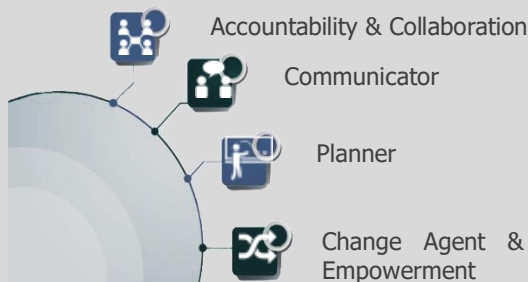 Accountability & Collaboration
Communicator
Planner
Change Agent &
Empowerment